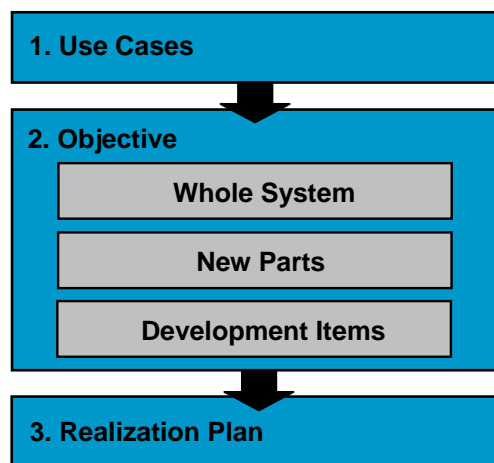 1. Use Cases
2. Objective
Whole System
New Parts
Development Items
3. Realization Plan